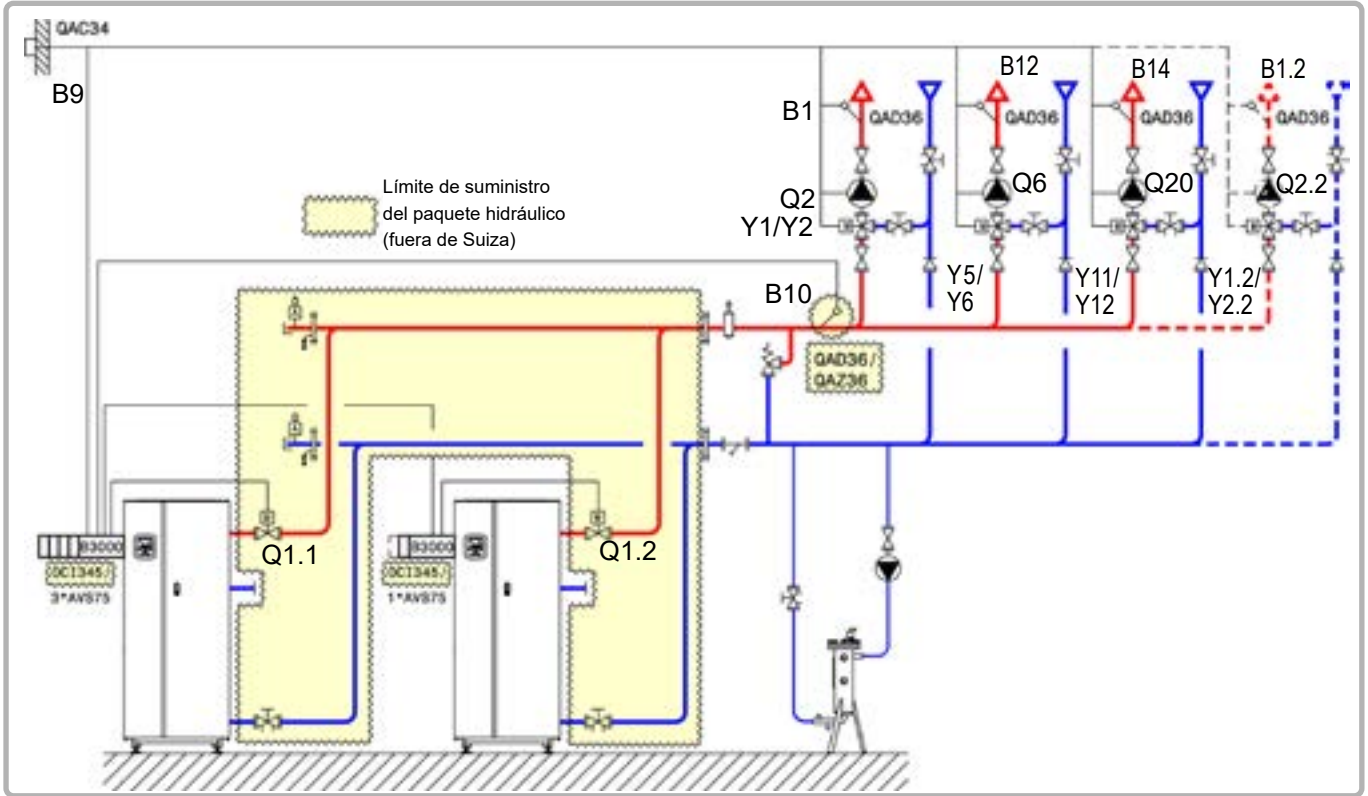 QAC34
B9
B1
QAD36
B12
QAD36
B14
QAD36
B1.2
QAD36
Límite de suministro
del paquete hidráulico
(fuera de Suiza)
Q2
Q6
Q20
Q2.2
Y1/Y2
Y5/
Y6
Y11/
Y12
Y1.2/
Y2.2
B10
QAD36/
QAZ36
B3000
OCI345/
3*AVS75
Q1.1
B3000
OCI345/
1*AVS75
Q1.2